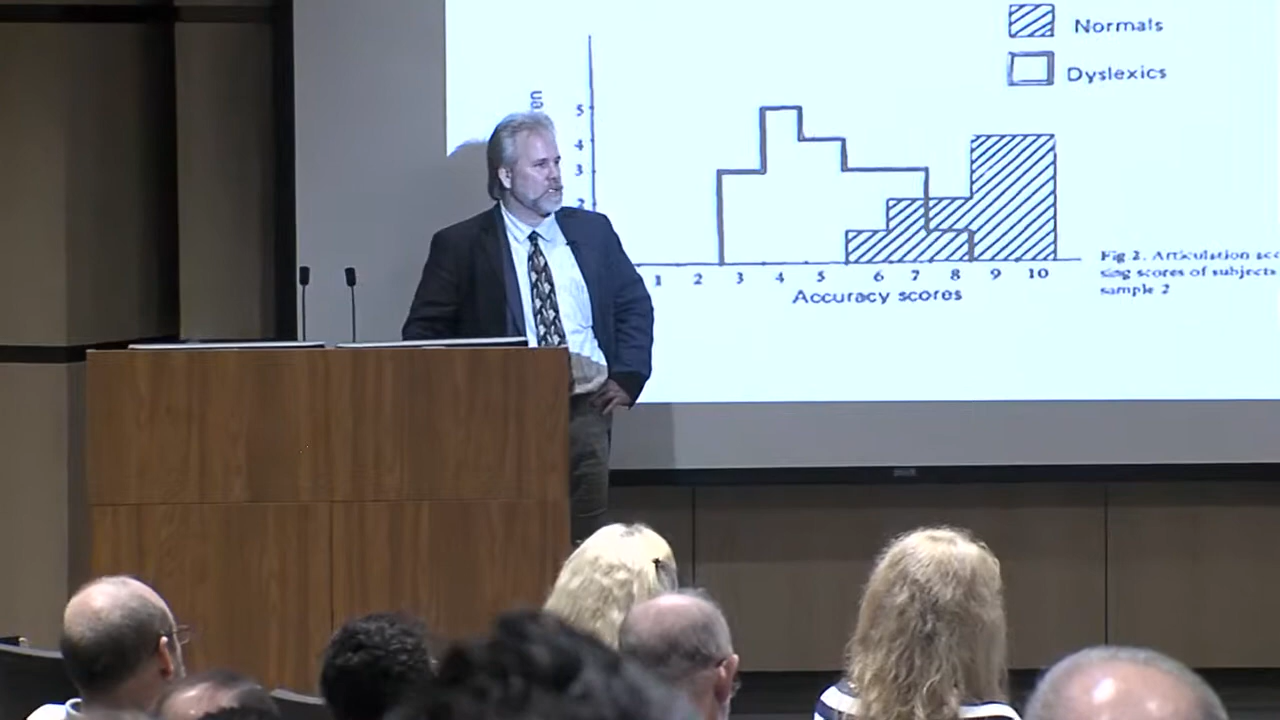 Normals
Dyslexics
5
4
3
2
1 2 3 4 5 6 7 8 9 10
Accuracy scores
Fig 2. Articulation
sing scores of subjects
sample 2